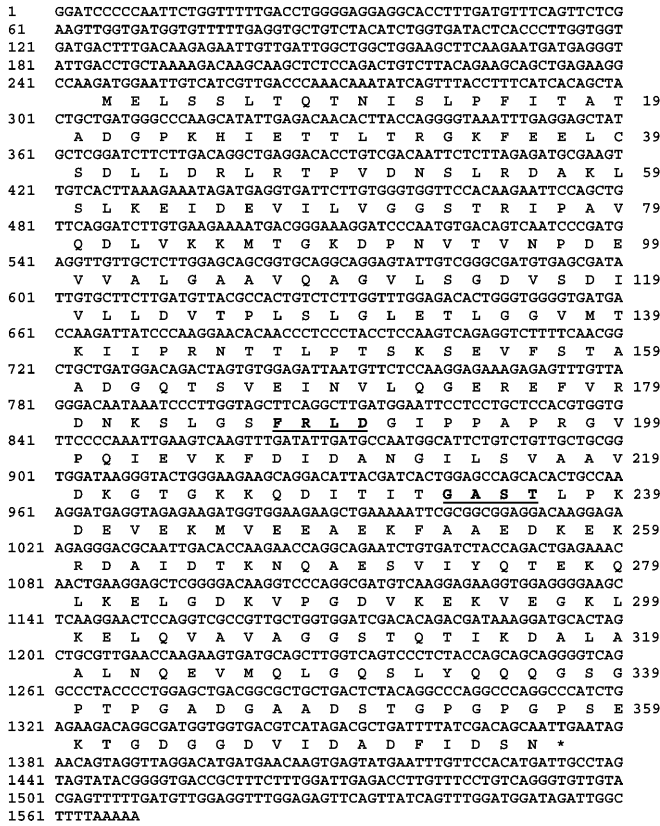 1 GGATCCCCCCAATTCTGGTTTTTGACCTGGGGAGGAGGCACCTTTGATGTTTCAGTTCTCG
61 AAGTTGGTGATGGTGTTTTTGAGGTGCTGTCTACATCTGGTGATACTCACCCTTGGTGGT
121 GATGACTTTGACAAGAGAATTGTTGATTGGCTGGCTGGAAGCTTCAAGAATGATGAGGGT
181 ATTGACCTGCTAAAAGACAAGCAAGCTCTCCAGACTGTCTTACAGAAGCAGCTGAGAAGG
241 CCAAGATGGAATTGTCATCGTTGACCCAAACAAATATCAGTTTACCTTTCATCACAGCTA
M E L S S L T Q T N I S L P F I T A T 19
301 CTGCTGATGGGCCCAAGCATATTGAGACAACACTTACCAGGGGTAAATTTGAGGAGCTAT
A D G P K H I E T T L T R G K F E E L C 39
361 GCTCGGATCTTCTTGACAGGCTGAGGACACCTGTCGACAATTCTCTTAGAGATGCGAAGT
S D L L D R L R T P V D N S L R D A K L 59
421 TGTCACTTAAAGAAATAGATGAGGTGATTCTTGTGGGTGGTTCCACAAGAATTCCAGCTG
S L K E I D E V I L V G G S T R I P A V 79
481 TTCAGGATCTTGTGAAGAAAATGACGGGAAAGGATCCCAATGTGACAGTCAATCCCGATG
Q D L V K K M T G K D P N V T V N P D E 99
541 AGGTTGTTGCTCTTGGAGCAGCGGTGCAGGCAGGAGTATTGTCGGGCGATGTGAGCGATA
V V A L G A A V Q A G V L S G D V S D I 119
601 TTGTGCTTCTTGATGTTACGCCACTGTCTCTTGGTTTGGAGACACTGGGTGGGGTGATGA
V L L D V T P L S L G L E T L G G V M T 139
661 CCAAGATTATCCCAAGGAACACAACCCTCCCTACCTCCAAGTCAGAGGTCTTTTCAACGG
K I I P R N T T L P T S K S E V F S T A 159
721 CTGCTGATGGACAGACTAGTGTGGAGATTAATGTTCTCCAAGGAGAAAGAGAGTTTGTTA
A D G Q T S V E I N V L Q G E R E F V R 179
781 GGGACAATAAATCCCTTGGTAGCTTCAGGCTTGATGGAATTCCTCCTGCTCCACGTGGTG
D N K S L G S F R L D G I P P A P R G V 199
841 TTCCCCAAATTGAAGTCAAGTTTGATATTGATGCCAATGGCATTCTGTCTGTTGCTGCGG
P Q I E V K F D I D A N G I L S V A A V 219
901 TGGATAAGGGTACTGGGAAGAAGCAGGACATTACGATCACTGGAGCCAGCACACTGCCAA
D K G T G K K Q D I T I T G A S T L P K 239
961 AGGATGAGGTAGAGAAGATGGTGGAAGAAGCTGAAAAATTCGCGGCGGAGGACAAGGAGA
D E V E K M V E E A E K F A A E D K E K 259
1021 AGAGGGACGCAATTGACACCAAGAACCAGGCAGAATCTGTGATCTACCAGACTGAGAAAC
R D A I D T K N Q A E S V I Y Q T E K Q 279
1081 AACTGAAGGAGCTCGGGGACAAGGTCCCAGGCGATGTCAAGGAGAAGGTGGAGGGGAAGC
L K E L G D K V P G D V K E K V E G K L 299
1141 TCAAGGAACTCCAGGTCGCCGTTGCTGGTGGATCGACACAGACGATAAAGGATGCACTAG
K E L Q V A V A G G S T Q T I K D A L A 319
1201 CTGCGTTGAACCAAGAAGTGATGCAGCTTGGTCAGTCCCTCTACCAGCAGCAGGGGTCAG
A L N Q E V M Q L G Q S L Y Q Q Q G S G 339
1261 GCCCTACCCCTGGAGCTGACGGCGCTGCTGACTCTACAGGCCCAGGCCCAGGCCCATCTG
P T P G A D G A A D S T G P G P G P S E 359
1321 AGAAGACAGGCGATGGTGGTGACGTCATAGACGCTGATTTTATCGACAGCAATTGAATAG
K T G D G G D V I D A D F I D S N *
1381 AACAGTAGGTTAGGACATGATGAACAAGTGAGTATGAATTTGTTCCACATGATTGCCTAG
1441 TAGTATACGGGGTGACCGCTTTCTTTGGATTGAGACCTTGTTTCCTGTCAGGGTGTTGTA
1501 CGAGTTTTTGATGTTGGAGGTTTGGAGAGTTCAGTTATCAGTTTGGATGGATAGATTGGC
1561 TTTTAAAAA